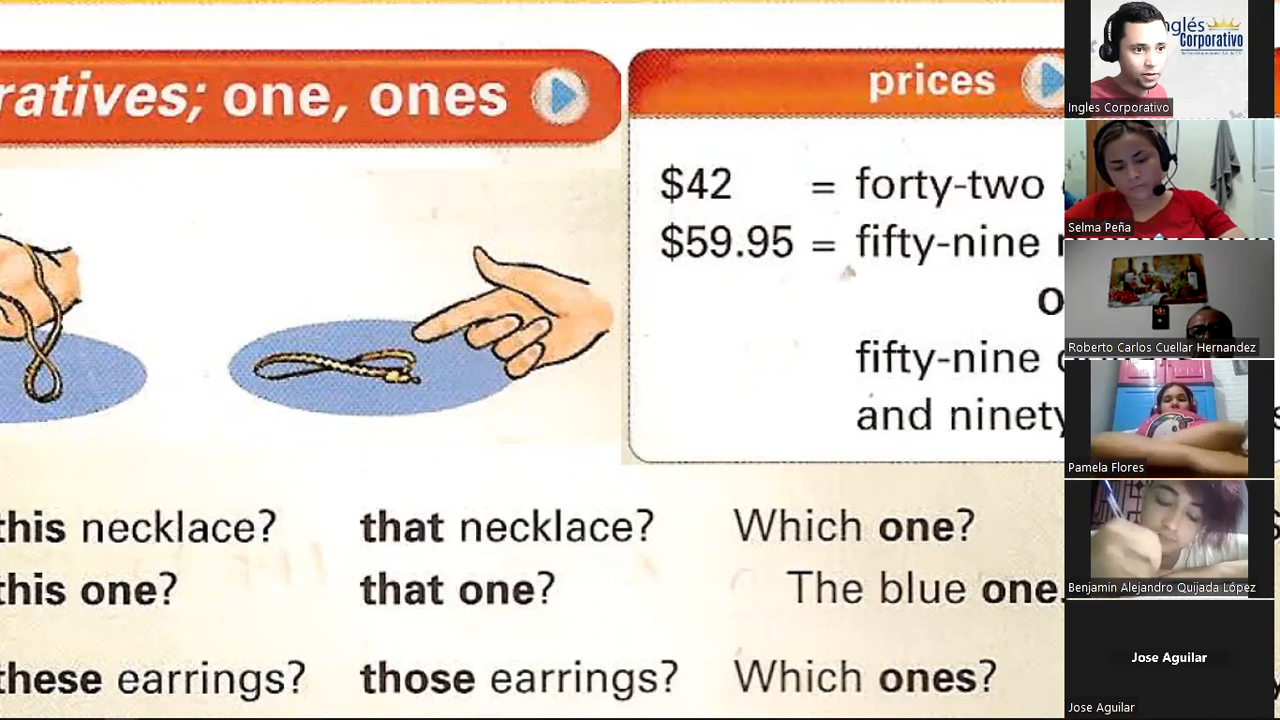 ratives; one, ones
prices
$42 = forty-two
$59.95 = fifty-nine
fifty-nine
and ninety
this necklace? that necklace? Which one?
this one? that one? The blue one.
these earrings? those earrings? Which ones?
Inglés
Corporativo
Ingles Corporativo
Selma Peña
Roberto Carlos Cuellar Hernandez
Pamela Flores
Benjamin Alejandro Quijada López
Jose Aguilar
Jose Aguilar